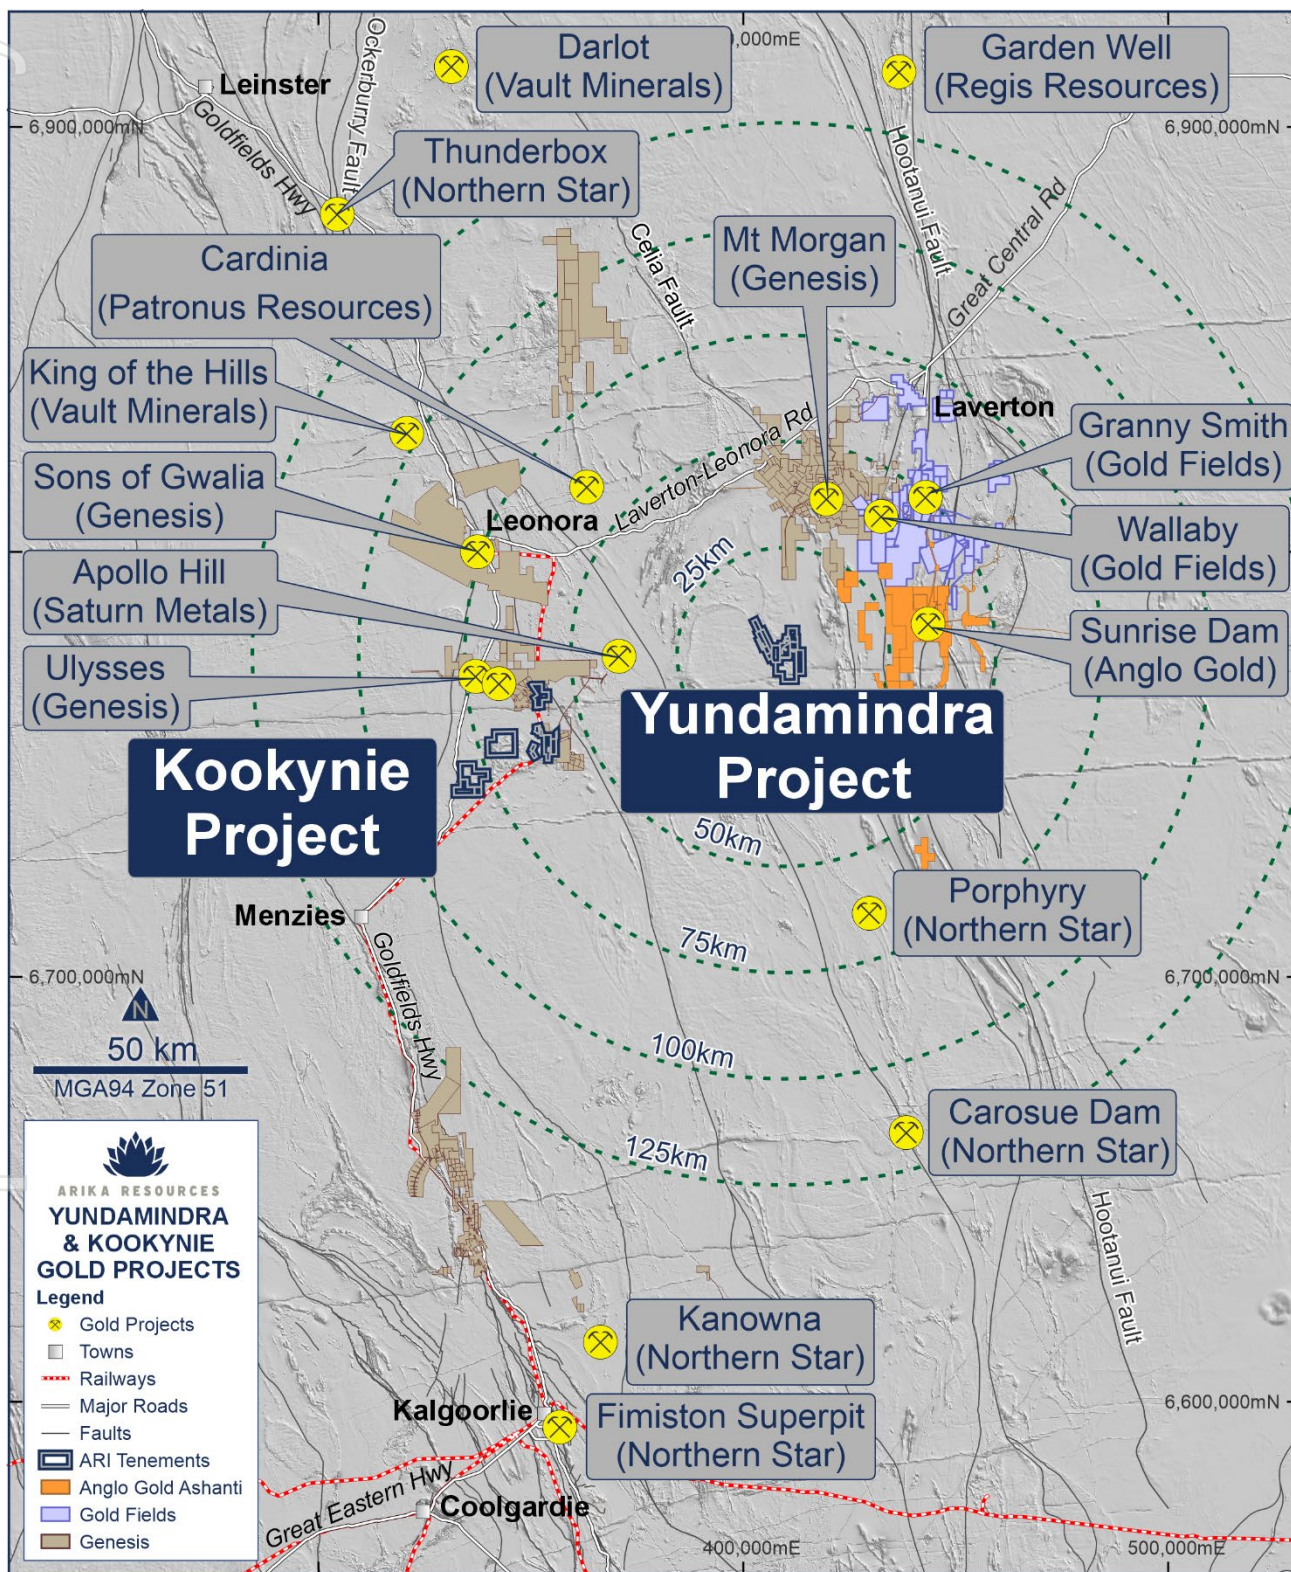 Darlot
(Vault Minerals)
00,000mE
Garden Well
(Regis Resources)
Leinster
Ockerburry Fault
6,900,000mN
6,900,000mN
Goldfields Hwy
Thunderbox
(Northern Star)
Hootanui Fault
Great Central Rd
Celia Fault
Mt Morgan
(Genesis)
Cardinia
(Patronus Resources)
King of the Hills
(Vault Minerals)
Laverton
Laverton-Leonora Rd
Granny Smith
(Gold Fields)
Sons of Gwalia
(Genesis)
Leonora
Wallaby
(Gold Fields)
25km
Apollo Hill
(Saturn Metals)
Sunrise Dam
(Anglo Gold)
Ulysses
(Genesis)
Yundamindra
Project
Kookynie
Project
50km
Porphyry
(Northern Star)
Menzies
75km
Goldfields Hwy
6,700,000mN
6,700,000mN
N
50 km
MGA94 Zone 51
100km
Carosue Dam
(Northern Star)
125km
Hootanui Fault
ARIKA RESOURCES
YUNDAMINDRA
& KOOKYNIE
GOLD PROJECTS
Legend
Gold Projects
Towns
Railways
Major Roads
Faults
ARI Tenements
Anglo Gold Ashanti
Gold Fields
Genesis
Kanowna
(Northern Star)
Kalgoorlie
Fimiston Superpit
(Northern Star)
6,600,000mN
Great Eastern Hwy
Coolgardie
400,000mE
500,000mE